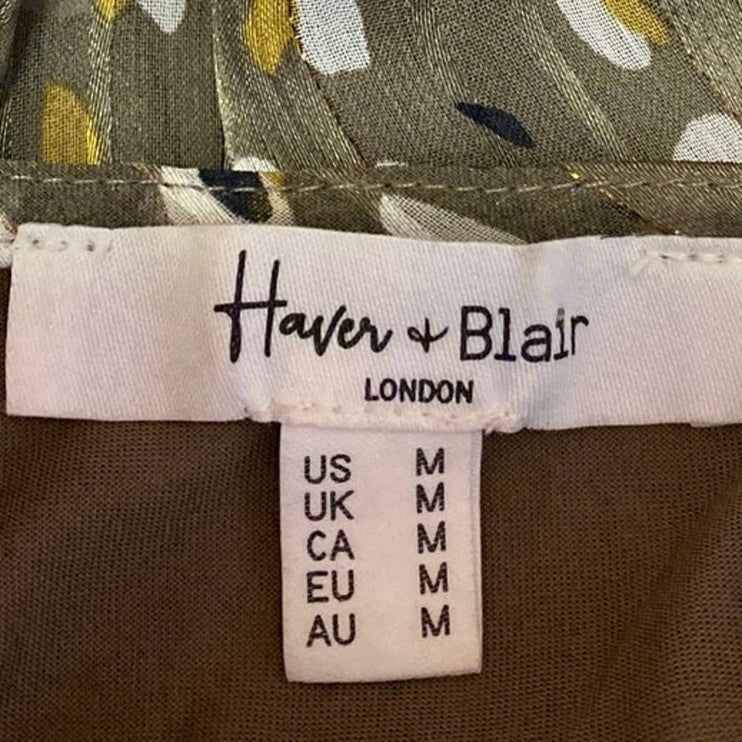 Haver & Blair
LONDON
US M
UK M
CA M
EU M
AU M